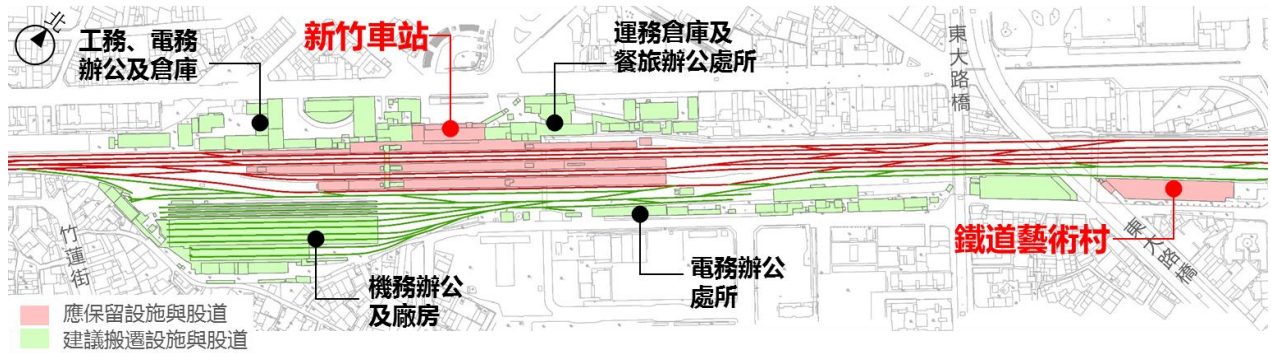 北
工務、電務
辦公及倉庫
新竹車站
運務倉庫及
餐旅辦公處所
東大路橋
竹蓮街
機務辦公
及廠房
電務辦公
處所
鐵道藝術村
東大路橋
應保留設施與股道
建議搬遷設施與股道